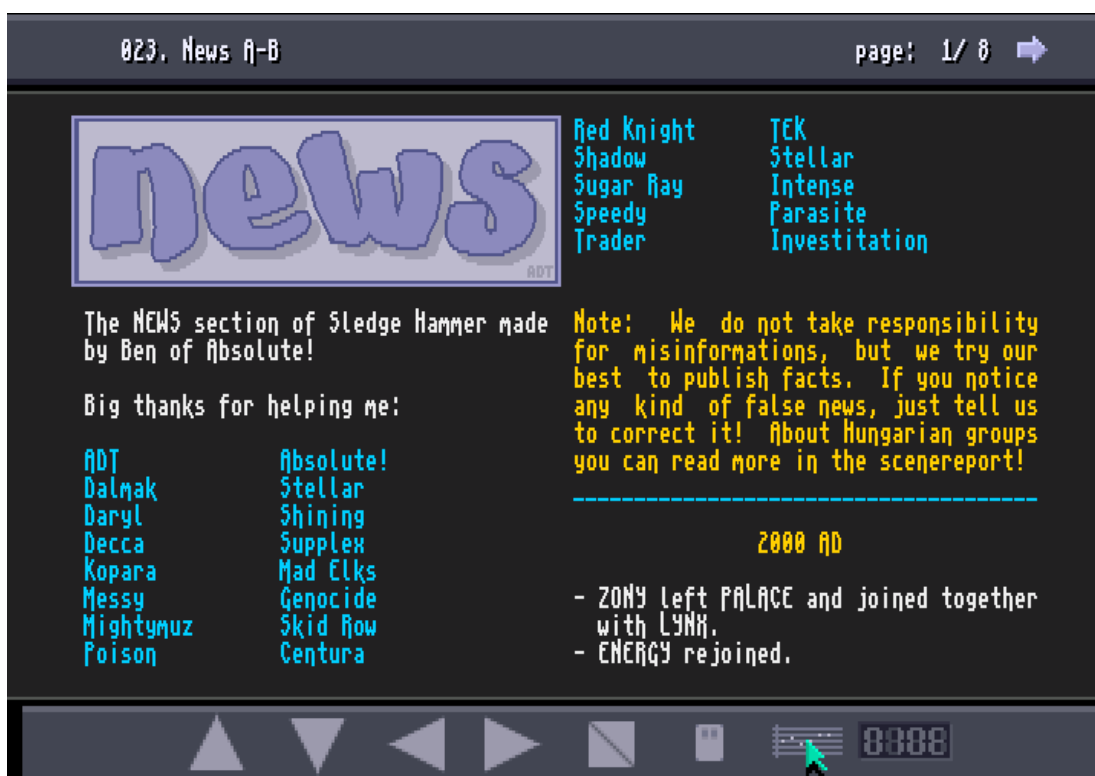 023. News A-B
page: 1/ 8
news
ADT
The NEWS section of Sledge Hammer made
by Ben of Absolute!
Big thanks for helping me:
ADT Absolute!
Dalmak Stellar
Daryl Shining
Decca Supplex
Kopara Mad Elks
Messy Genocide
Mightymuz Skid Row
Poison Centura
Red Knight TEK
Shadow Stellar
Sugar Ray Intense
Speedy Parasite
Trader Investitation
Note: We do not take responsibility
for misinformations, but we try our
best to publish facts. If you notice
any kind of false news, just tell us
to correct it! About Hungarian groups
you can read more in the scenereport!
2000 AD
- ZONY left PALACE and joined together
with LYNX.
- ENERGY rejoined.